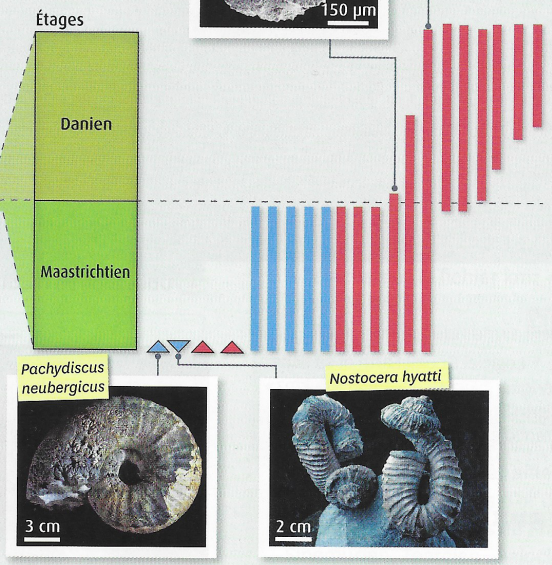 150 µm
Étages
Danien
Maastrichtien
Pachydiscus
neubergicus
Nostocera hyatti
3 cm
2 cm